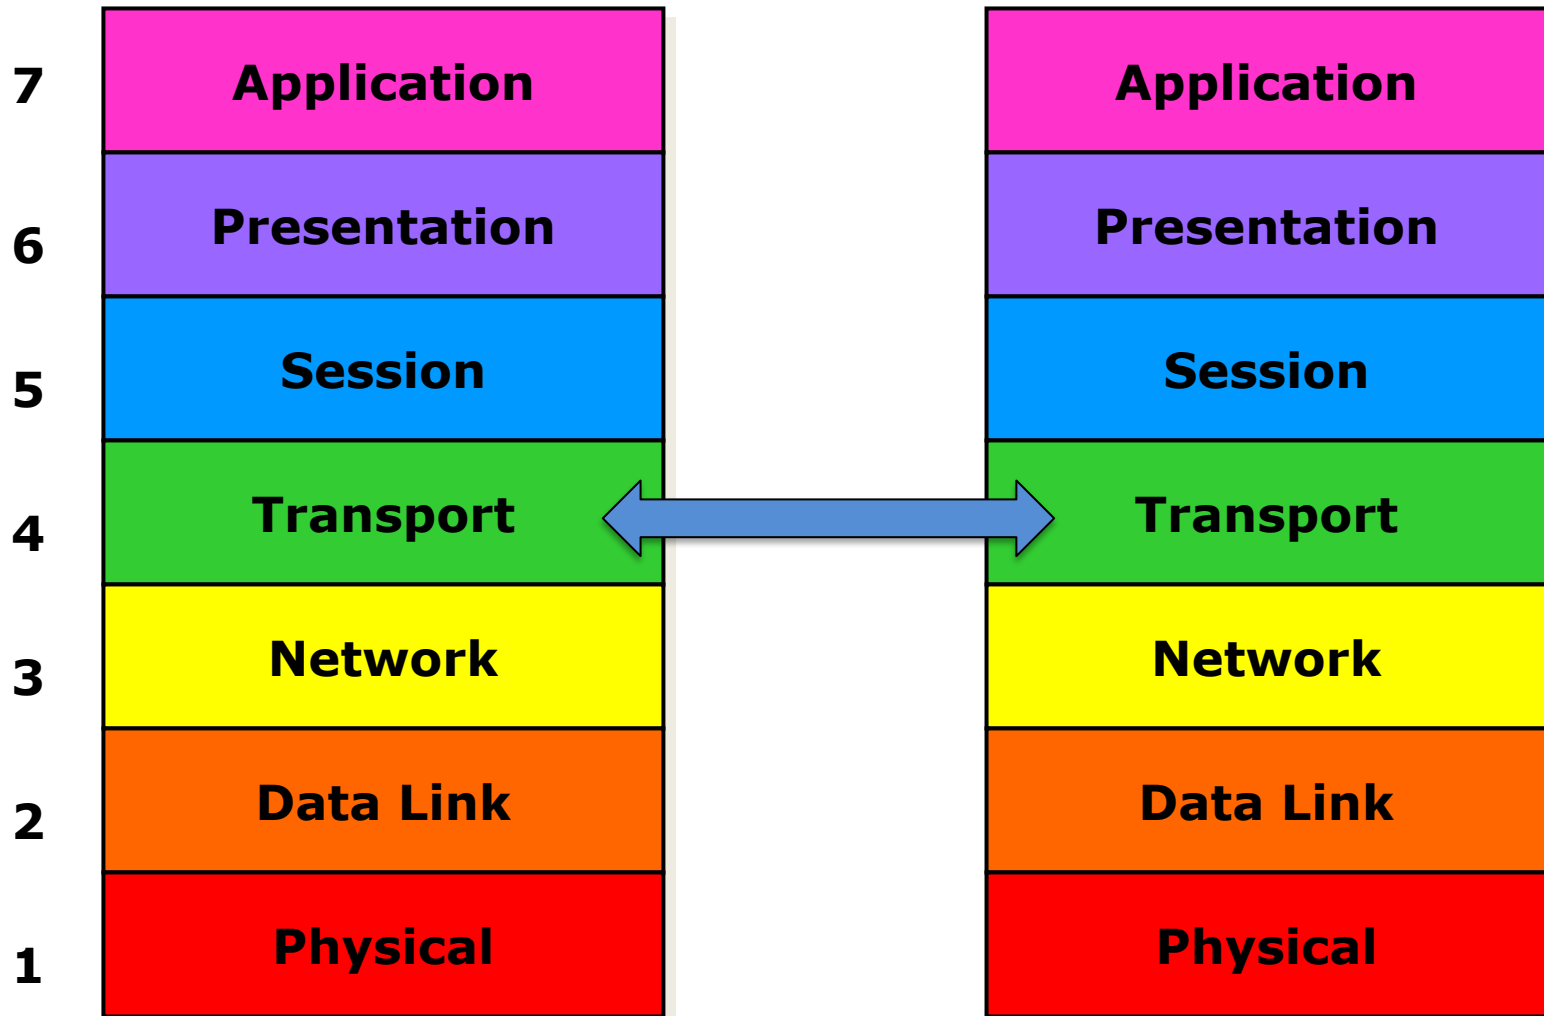 7 Application Application
6 Presentation Presentation
5 Session Session
4 Transport Transport
3 Network Network
2 Data Link Data Link
1 Physical Physical